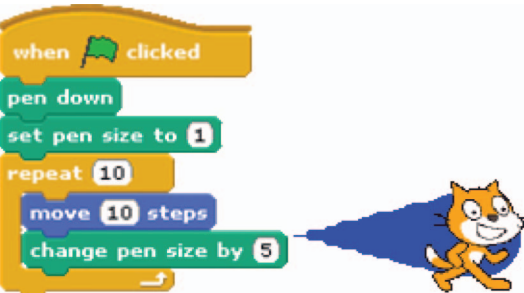 when clicked
pen down
set pen size to 1
repeat 10
move 10 steps
change pen size by 5